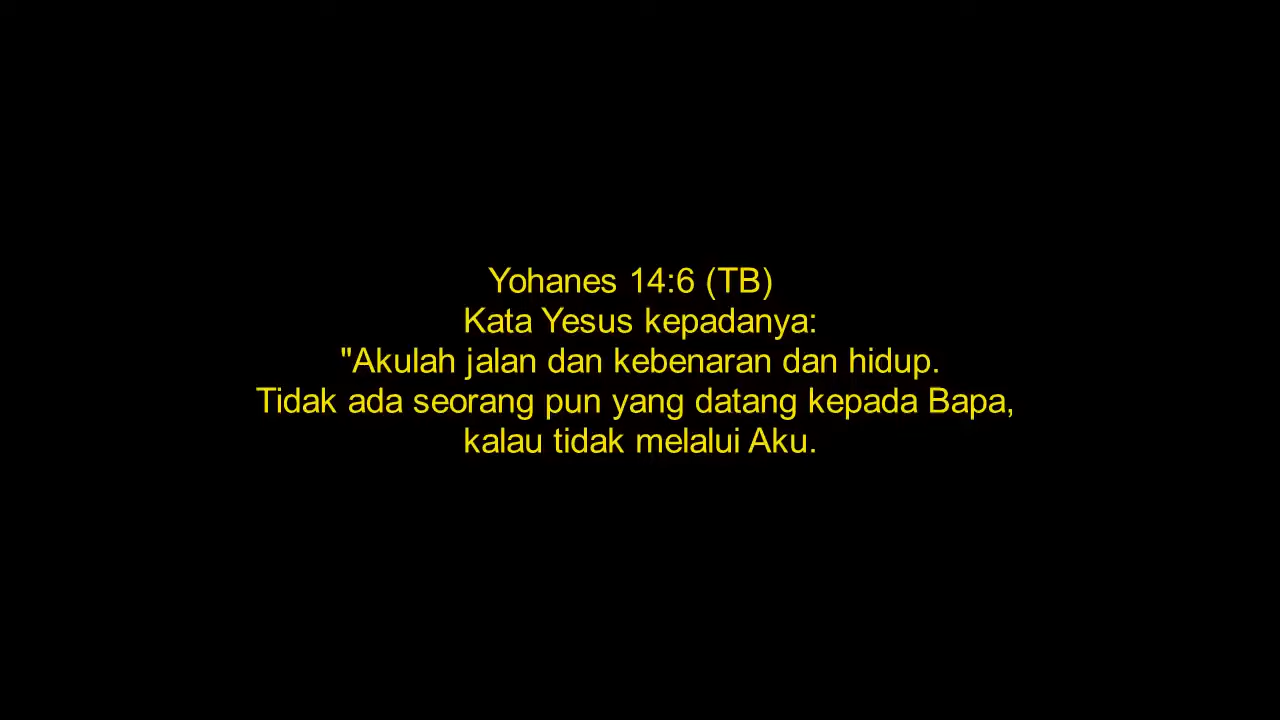 Yohanes 14:6 (TB)
Kata Yesus kepadanya:
"Akulah jalan dan kebenaran dan hidup.
Tidak ada seorang pun yang datang kepada Bapa,
kalau tidak melalui Aku.